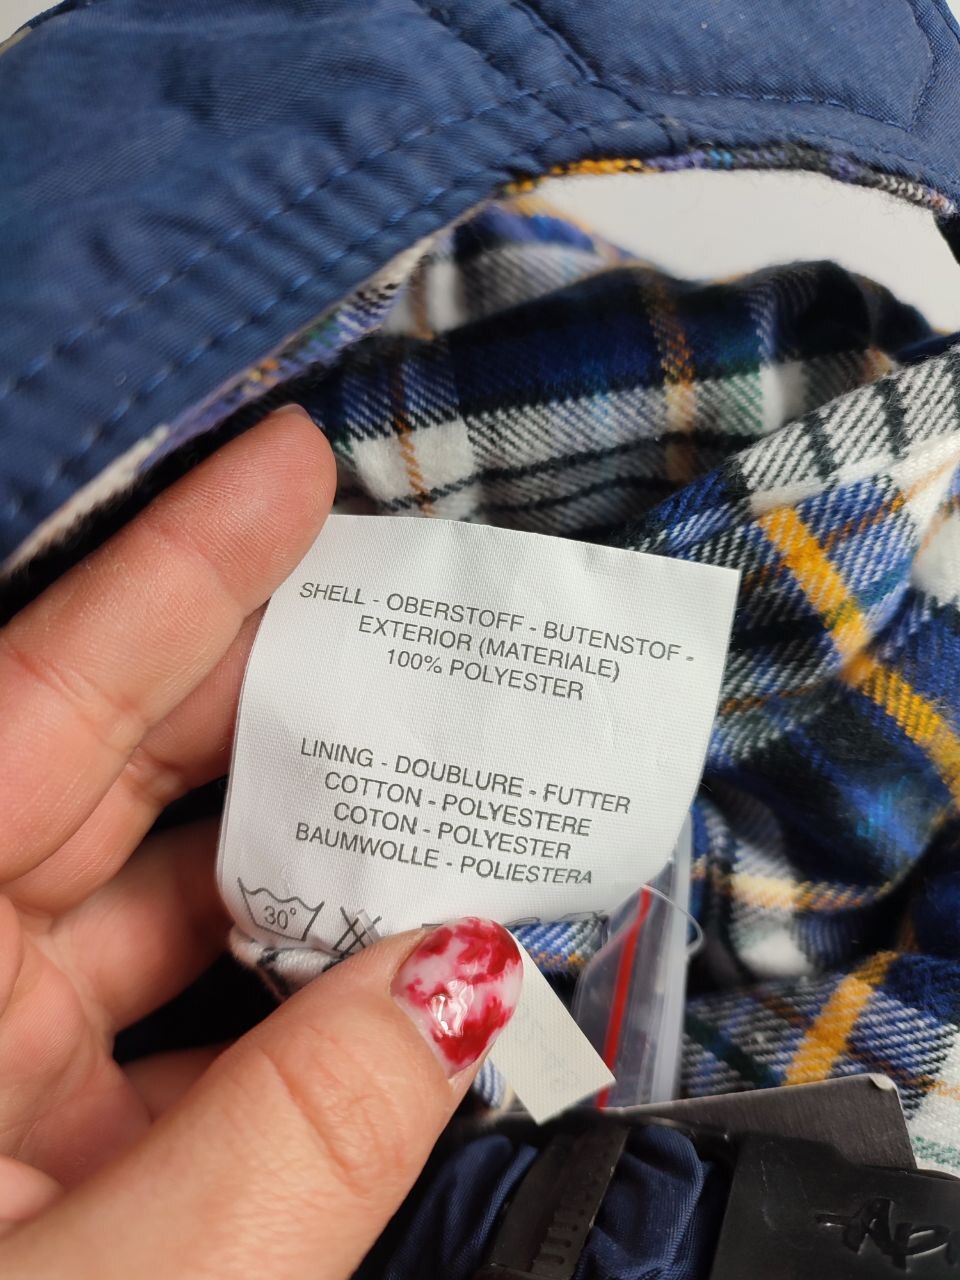 SHELL - OBERSTOFF - BUTENSTOF -
EXTERIOR (MATERIALE)
100% POLYESTER
LINING - DOUBLURE - FUTTER
COTTON - POLYESTERE
COTON - POLYESTER
BAUMWOLLE - POLIESTERA
30°